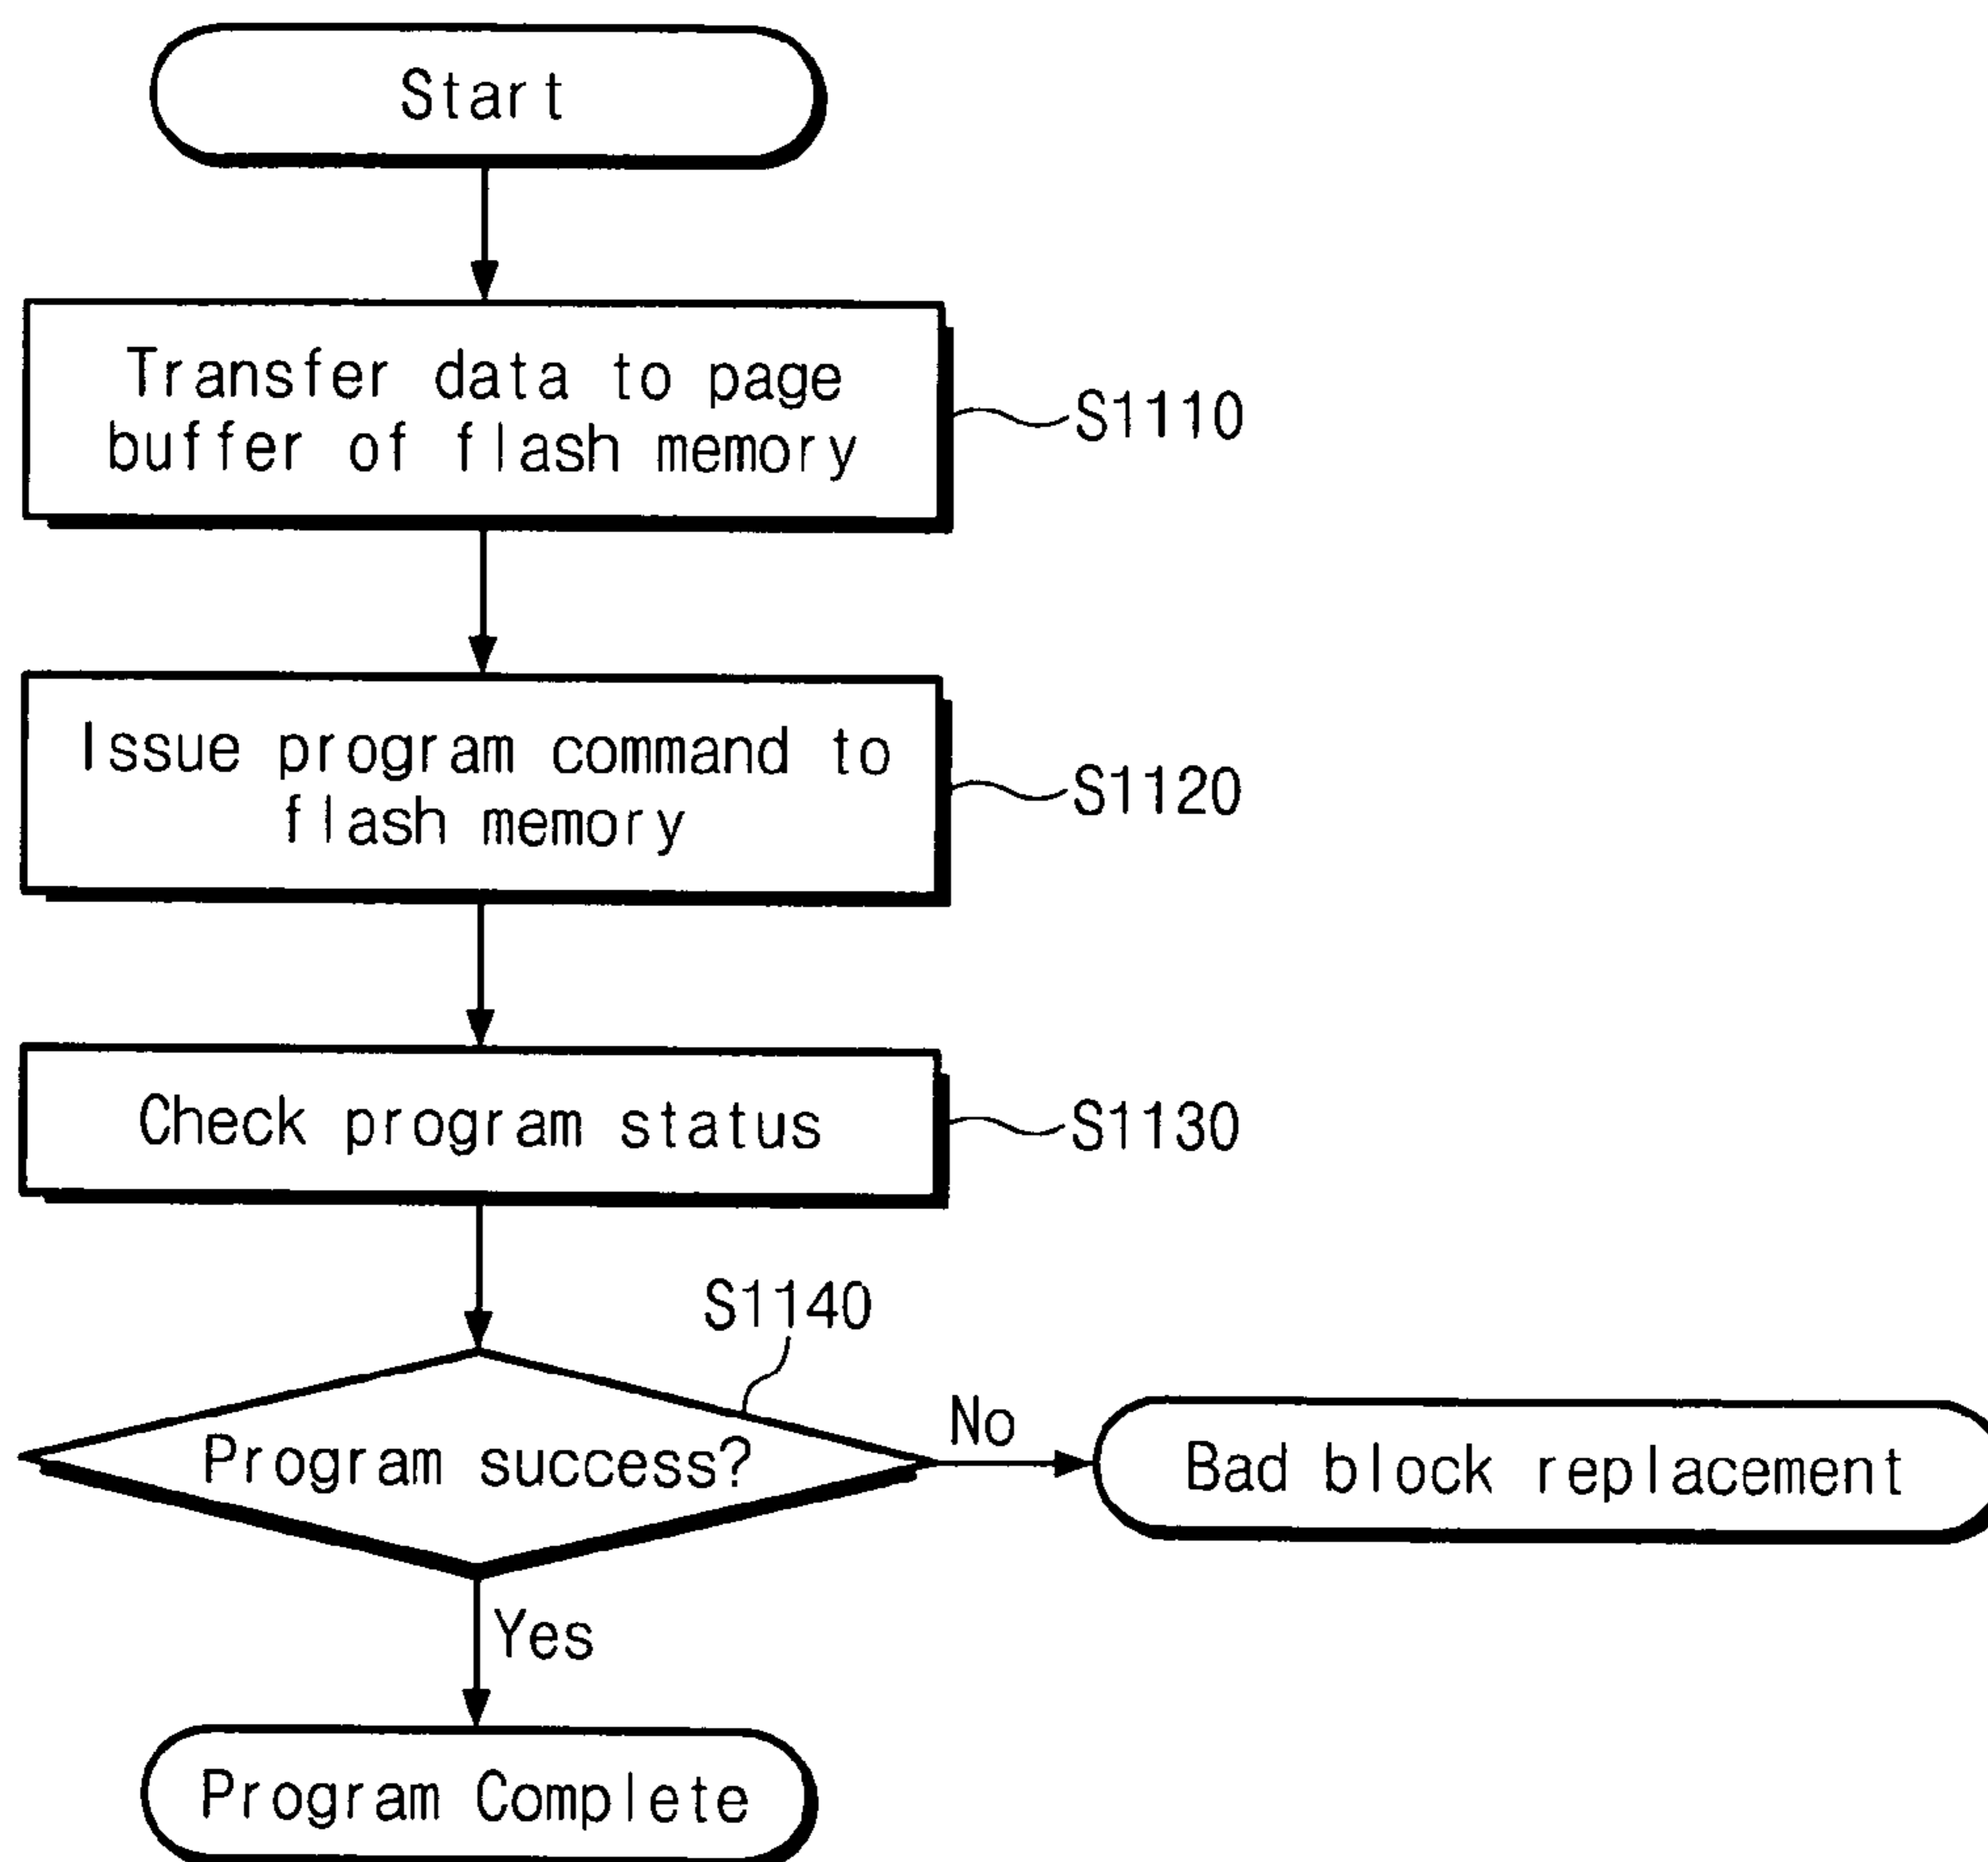 Start
Transfer data to page
buffer of flash memory
S1110
Issue program command to
flash memory
S1120
Check program status
S1130
S1140
Program success?
No
Bad block replacement
Yes
Program Complete